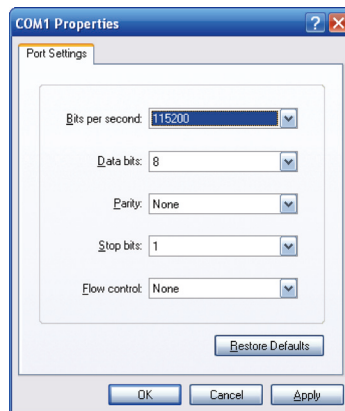 COM1 Properties
Port Settings
Bits per second: 115200
Data bits: 8
Parity: None
Stop bits: 1
Flow control: None
Restore Defaults
OK Cancel Apply